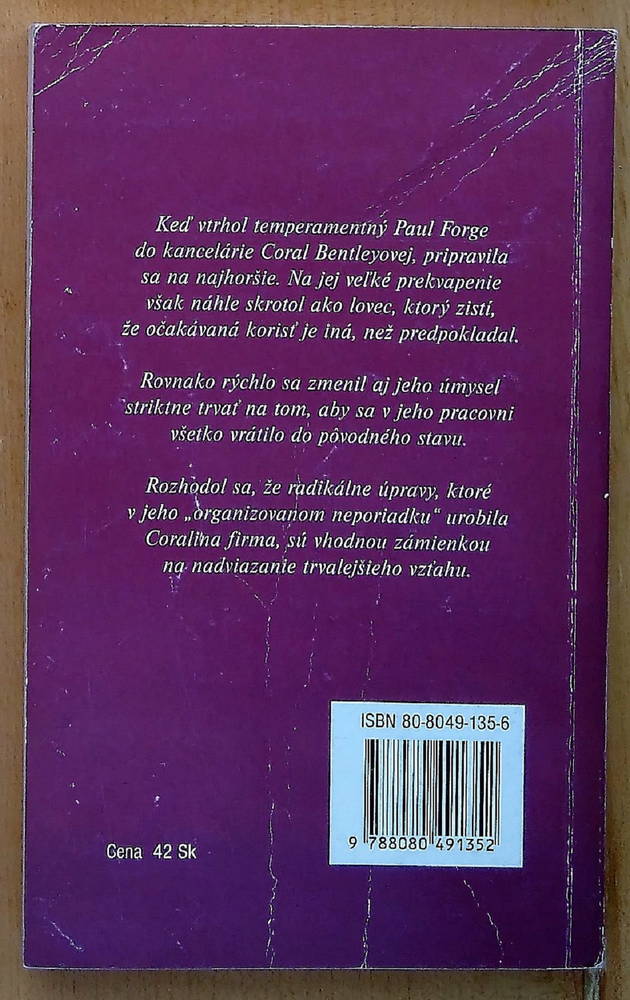 Keď vtrhol temperamentný Paul Forge
do kancelárie Coral Bentleyovej, pripravila
sa na najhoršie. Na jej veľké prekvapenie
však náhle skrotol ako lovec, ktorý zistí,
že očakávaná korisť je iná, než predpokladal.
Rovnako rýchlo sa zmenil aj jeho úmysel
striktne trvať na tom, aby sa v jeho pracovni
všetko vrátilo do pôvodného stavu.
Rozhodol sa, že radikálne úpravy, ktoré
v jeho „organizovanom neporiadku“ urobila
Coralina firma, sú vhodnou zámienkou
na nadviazanie trvalejšieho vzťahu.
ISBN 80-8049-135-6
9 788080 491352
Cena 42 Sk